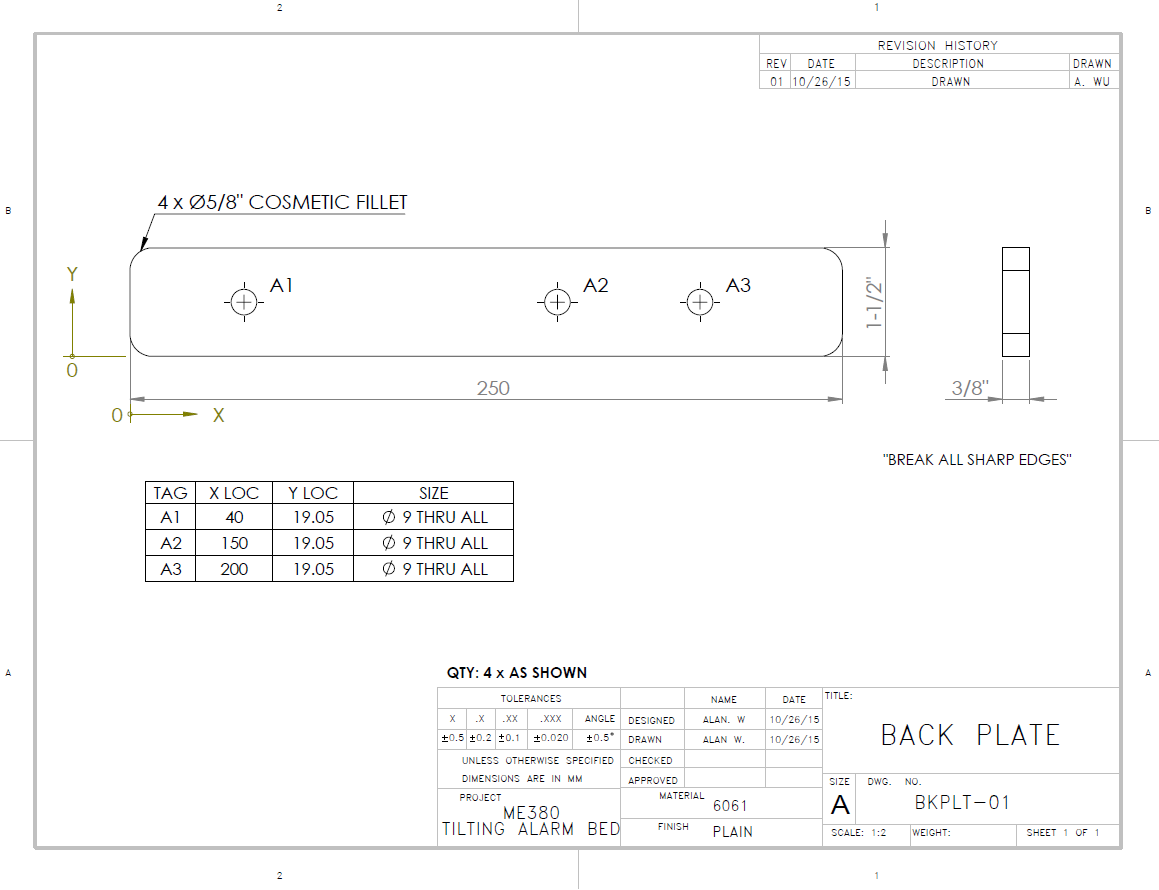 2 1
REVISION HISTORY
REV DATE DESCRIPTION DRAWN
01 10/26/15 DRAWN A. WU
4 x Ø5/8" COSMETIC FILLET
B B
Y
A1 A2 A3
1-1/2"
0
250
3/8"
0 X
"BREAK ALL SHARP EDGES"
TAG X LOC Y LOC SIZE
A1 40 19.05 Ø 9 THRU ALL
A2 150 19.05 Ø 9 THRU ALL
A3 200 19.05 Ø 9 THRU ALL
A A
QTY: 4 x AS SHOWN
TOLERANCES
X .X .XX .XXX ANGLE
±0.5 ±0.2 ±0.1 ±0.020 ±0.5°
UNLESS OTHERWISE SPECIFIED
DIMENSIONS ARE IN MM
PROJECT
ME380
TILTING ALARM BED
NAME DATE
DESIGNED ALAN. W 10/26/15
DRAWN ALAN W. 10/26/15
CHECKED
APPROVED
MATERIAL
6061
FINISH PLAIN
TITLE:
BACK PLATE
SIZE DWG. NO.
A BKPLT-01
SCALE: 1:2 WEIGHT: SHEET 1 OF 1
2 1